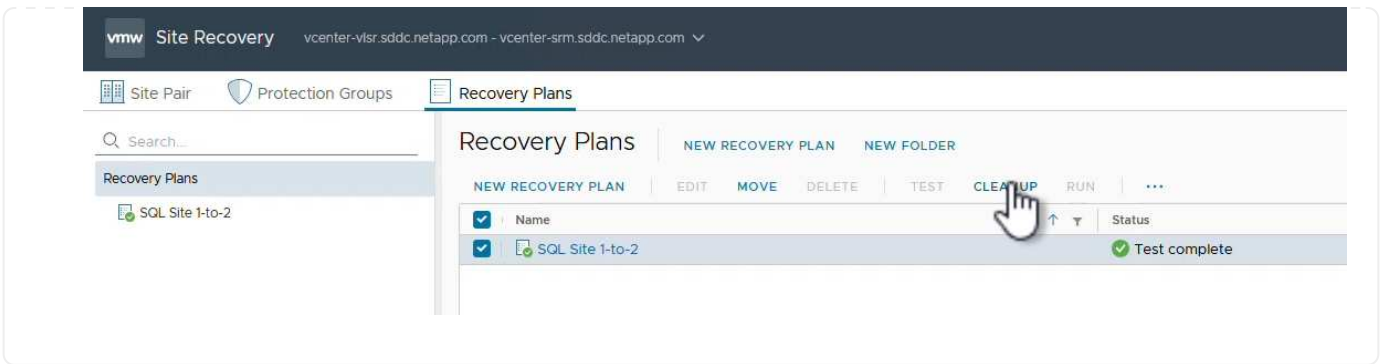 vmw Site Recovery vcenter-vlsr.sddc.netapp.com - vcenter-srm.sddc.netapp.com
Site Pair Protection Groups Recovery Plans
Search...
Recovery Plans NEW RECOVERY PLAN NEW FOLDER
Recovery Plans
NEW RECOVERY PLAN EDIT MOVE DELETE TEST CLEANUP RUN ...
SQL Site 1-to-2
Name Status
SQL Site 1-to-2 Test complete